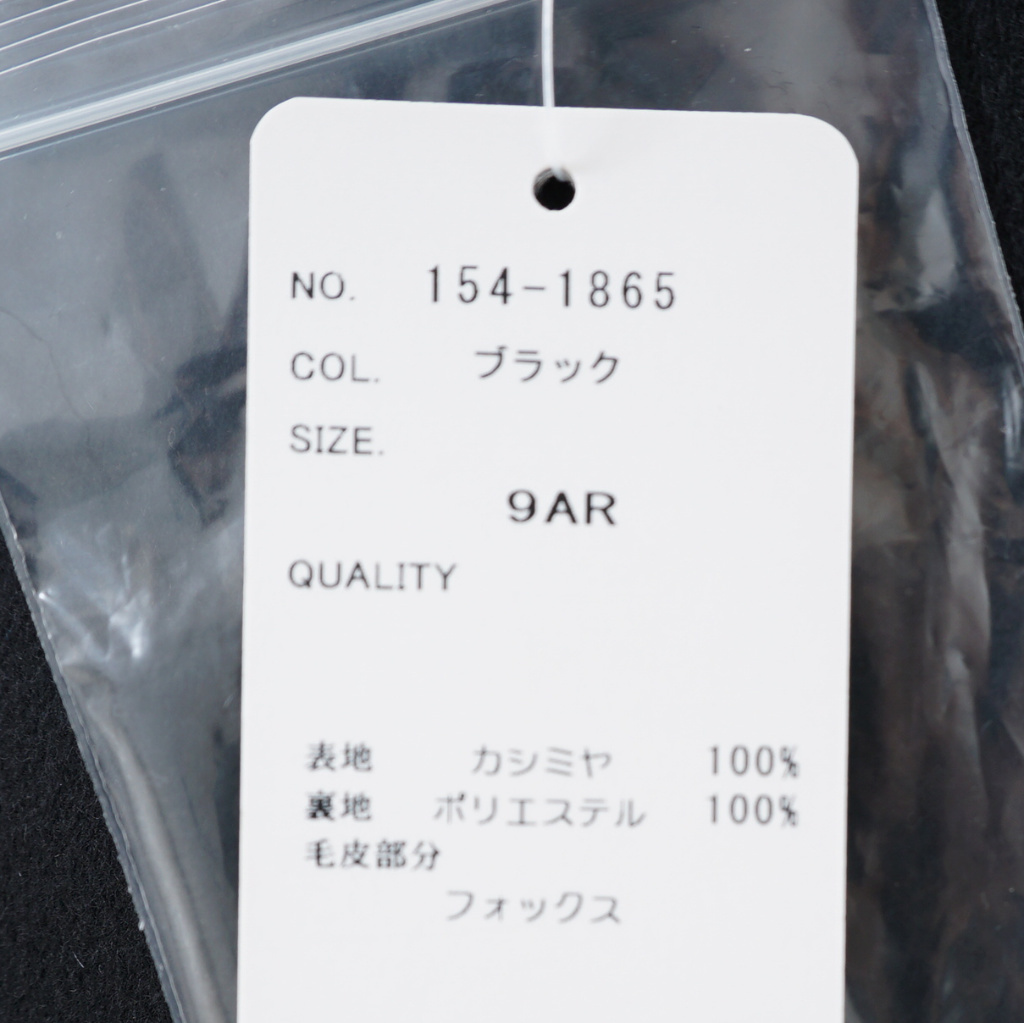 NO. 154-1865
COL. ブラック
SIZE.
9AR
QUALITY
表地 カシミヤ 100%
裏地 ポリエステル 100%
毛皮部分
フォックス